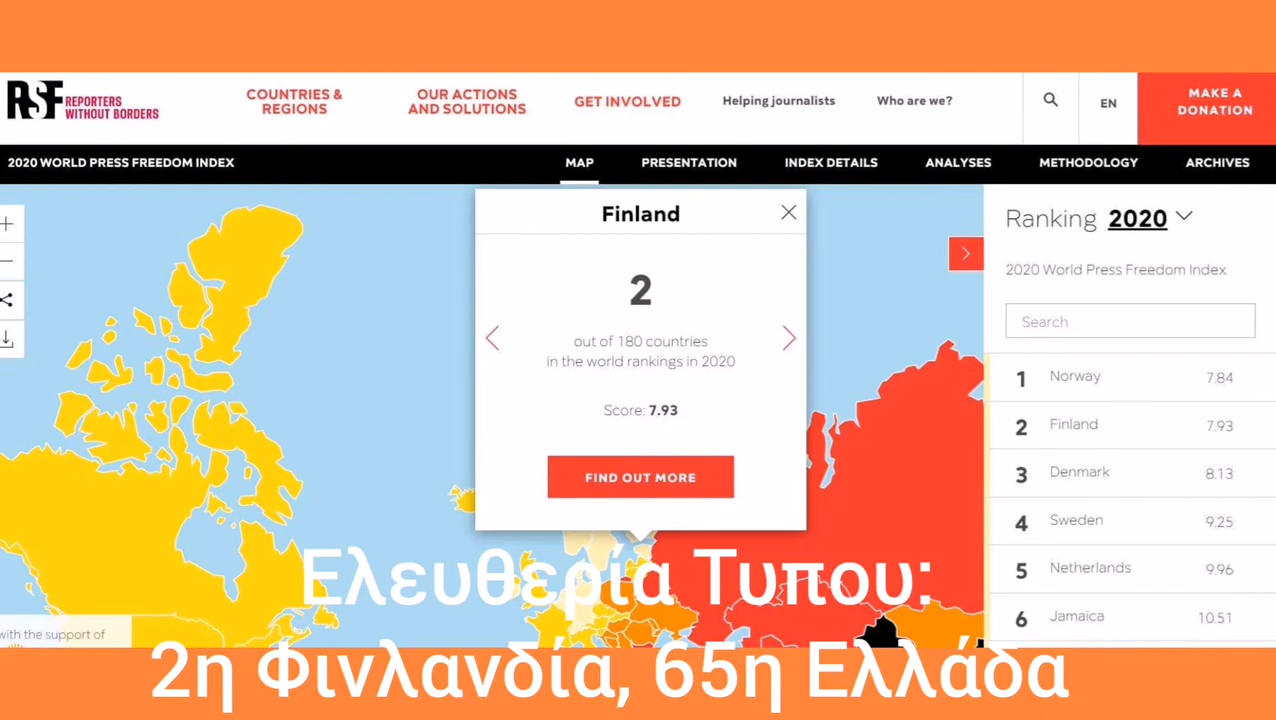 RSF REPORTERS
WITHOUT BORDERS
COUNTRIES &
REGIONS
OUR ACTIONS
AND SOLUTIONS
GET INVOLVED
Helping journalists
Who are we?
EN
MAKE A
DONATION
2020 WORLD PRESS FREEDOM INDEX
MAP
PRESENTATION
INDEX DETAILS
ANALYSES
METHODOLOGY
ARCHIVES
Finland
2
out of 180 countries
in the world rankings in 2020
Score: 7.93
FIND OUT MORE
Ranking 2020
2020 World Press Freedom Index
Search
1 Norway 7.84
2 Finland 7.93
3 Denmark 8.13
4 Sweden 9.25
5 Netherlands 9.96
6 Jamaica 10.51
with the support of
Ελευθερία Τυπου:
2η Φινλανδία, 65η Ελλάδα